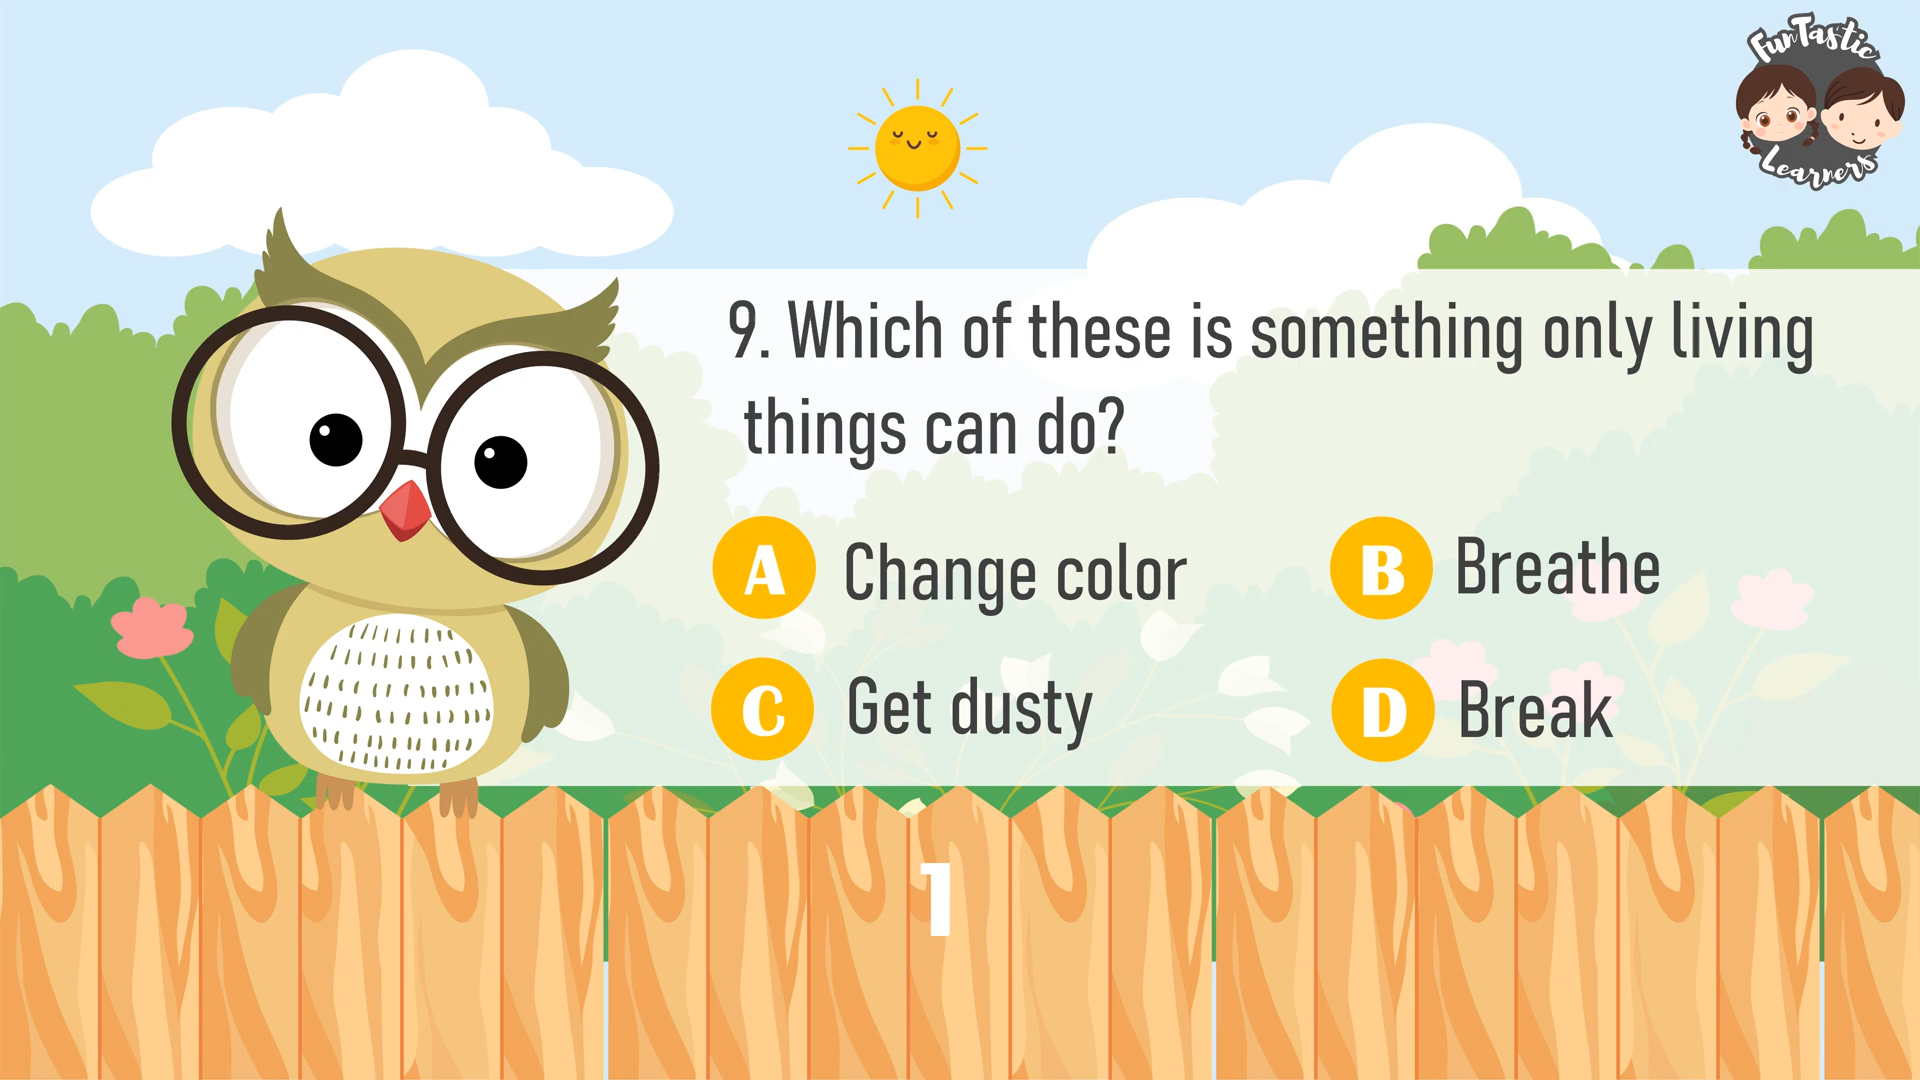 FunTastic
Learners
9. Which of these is something only living
things can do?
A Change color
B Breathe
C Get dusty
D Break
1